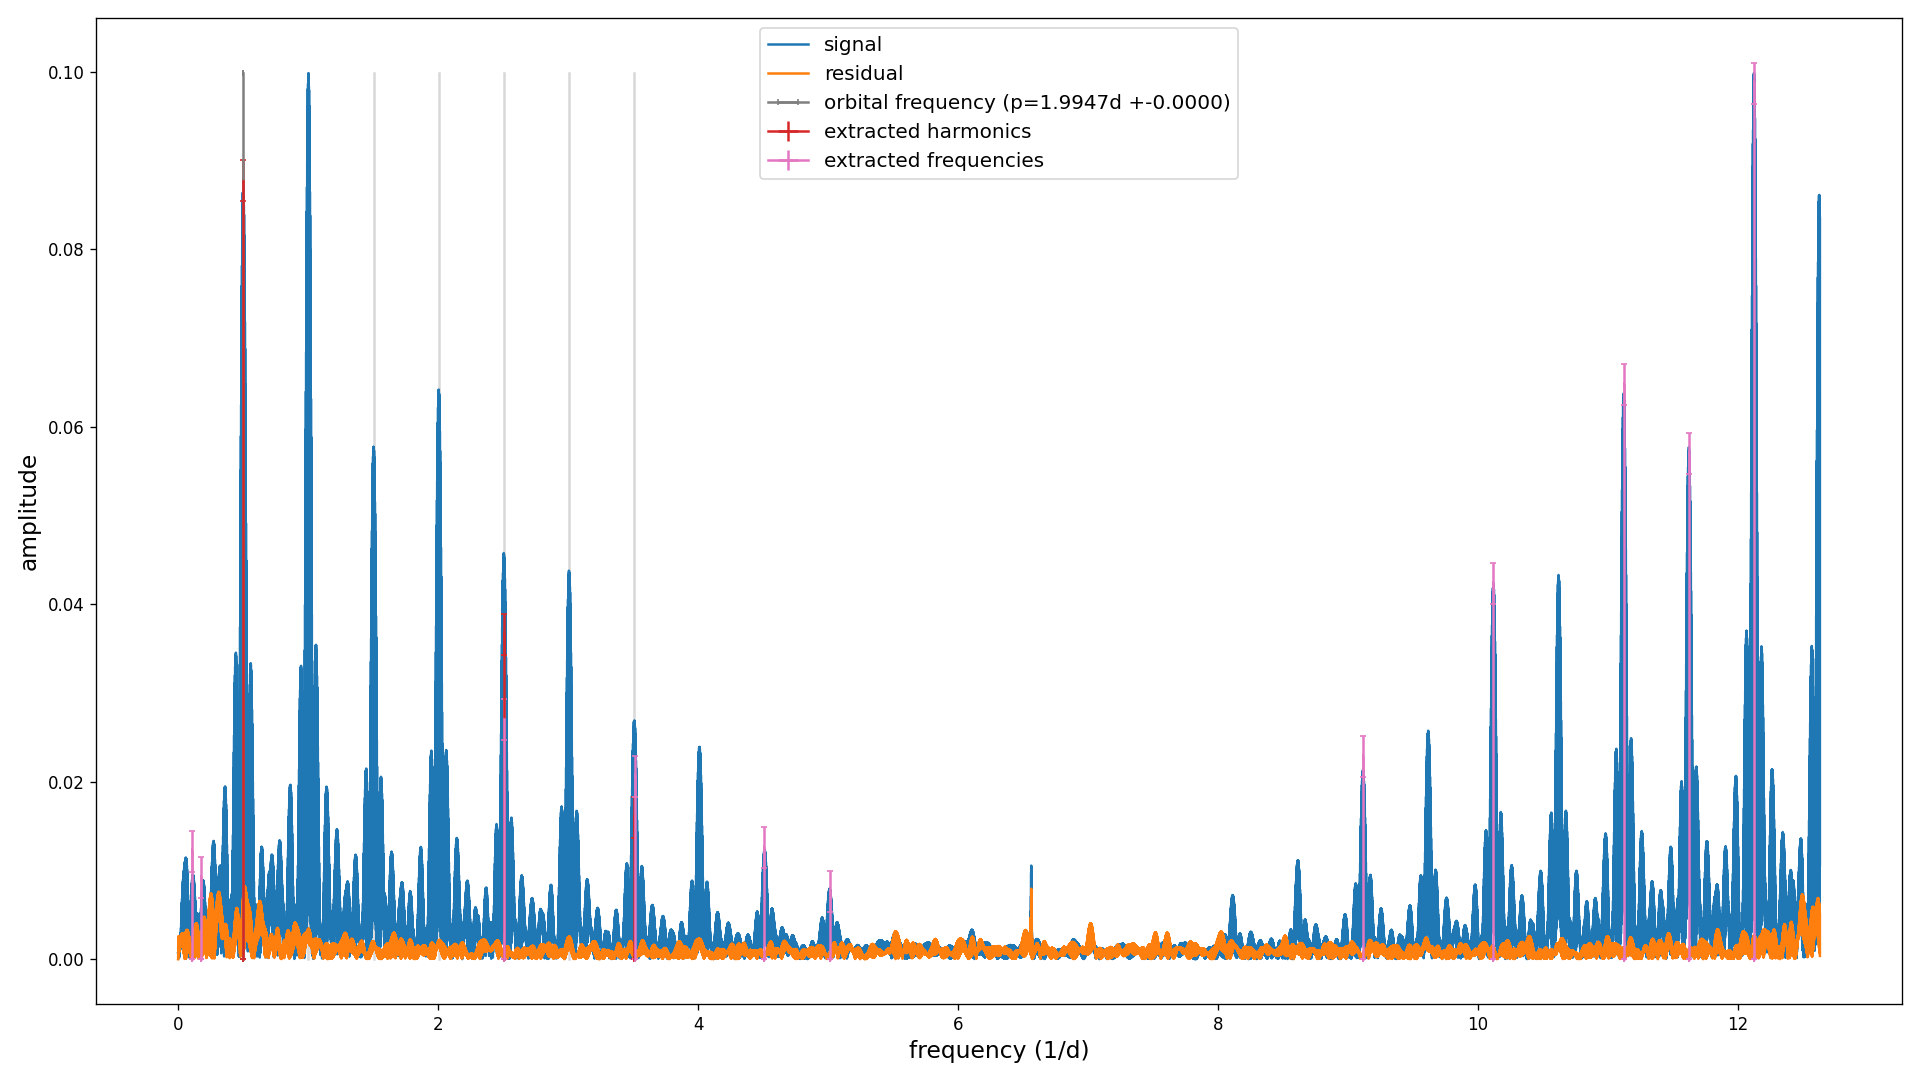 signal
residual
orbital frequency (p=1.9947d +-0.0000)
extracted harmonics
extracted frequencies
amplitude
0.10
0.08
0.06
0.04
0.02
0.00
0 2 4 6 8 10 12
frequency (1/d)